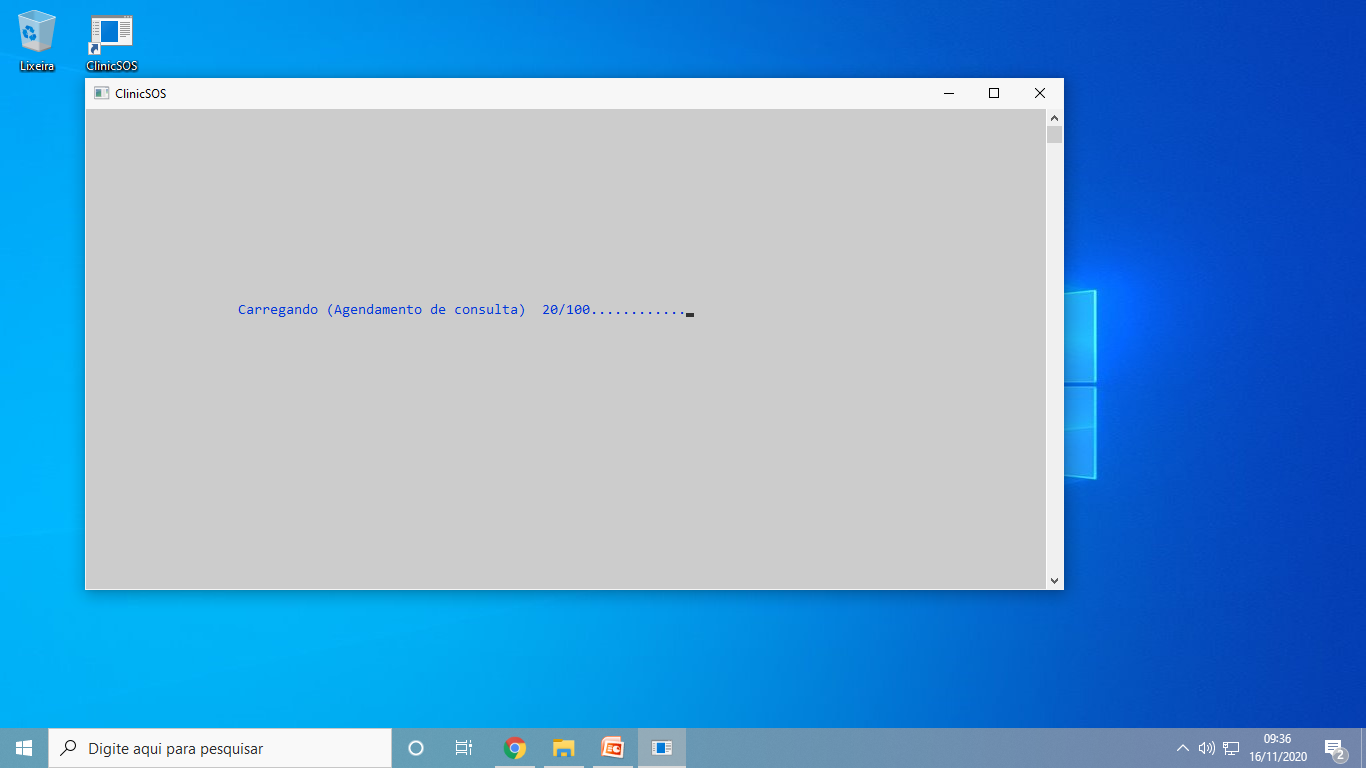 Lixeira
ClinicSOS
ClinicSOS
Carregando (Agendamento de consulta)  20/100............
Digite aqui para pesquisar
09:36
16/11/2020
2